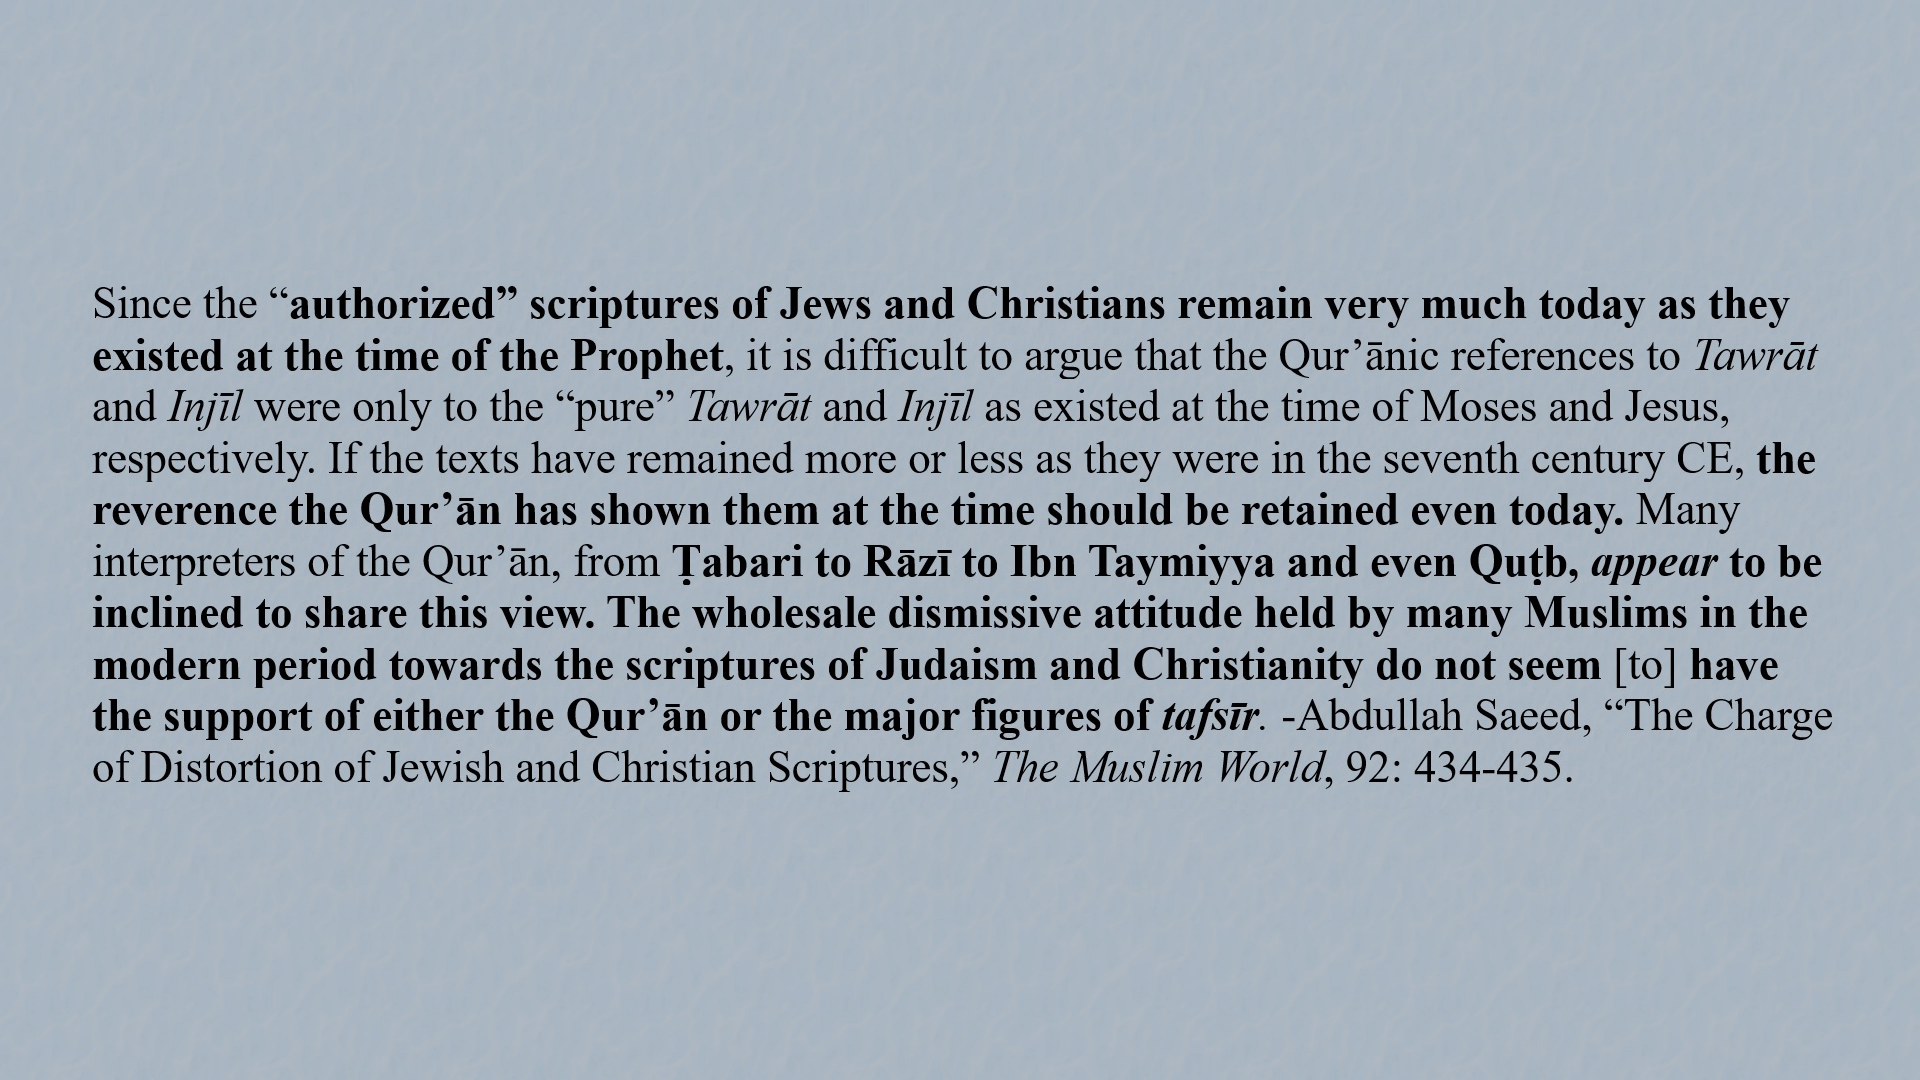 Since the “authorized” scriptures of Jews and Christians remain very much today as they
existed at the time of the Prophet, it is difficult to argue that the Qur’ānic references to Tawrāt
and Injīl were only to the “pure” Tawrāt and Injīl as existed at the time of Moses and Jesus,
respectively. If the texts have remained more or less as they were in the seventh century CE, the
reverence the Qur’ān has shown them at the time should be retained even today. Many
interpreters of the Qur’ān, from Ṭabari to Rāzī to Ibn Taymiyya and even Quṭb, appear to be
inclined to share this view. The wholesale dismissive attitude held by many Muslims in the
modern period towards the scriptures of Judaism and Christianity do not seem [to] have
the support of either the Qur’ān or the major figures of tafsīr. -Abdullah Saeed, “The Charge
of Distortion of Jewish and Christian Scriptures,” The Muslim World, 92: 434-435.